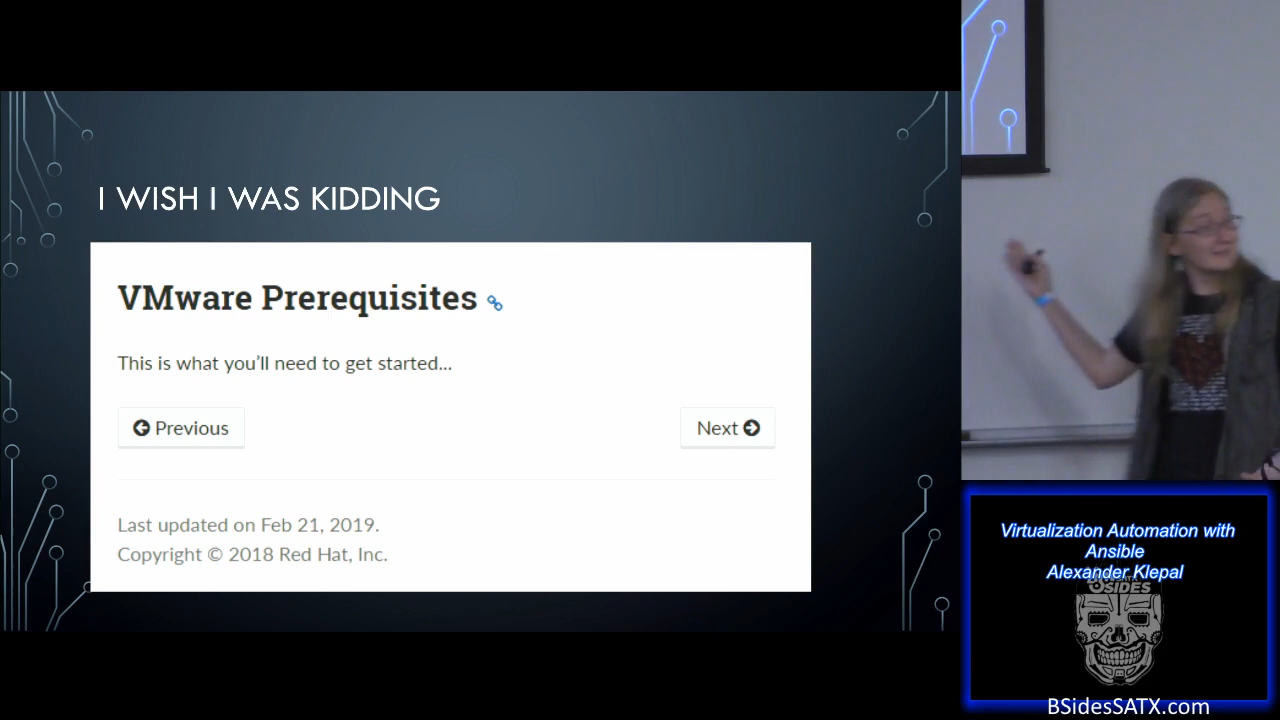 I WISH I WAS KIDDING
VMware Prerequisites
This is what you'll need to get started...
Previous
Next
Last updated on Feb 21, 2019.
Copyright © 2018 Red Hat, Inc.
Virtualization Automation with
Ansible
Alexander Klepal
BSIDES
BSidesSATX.com